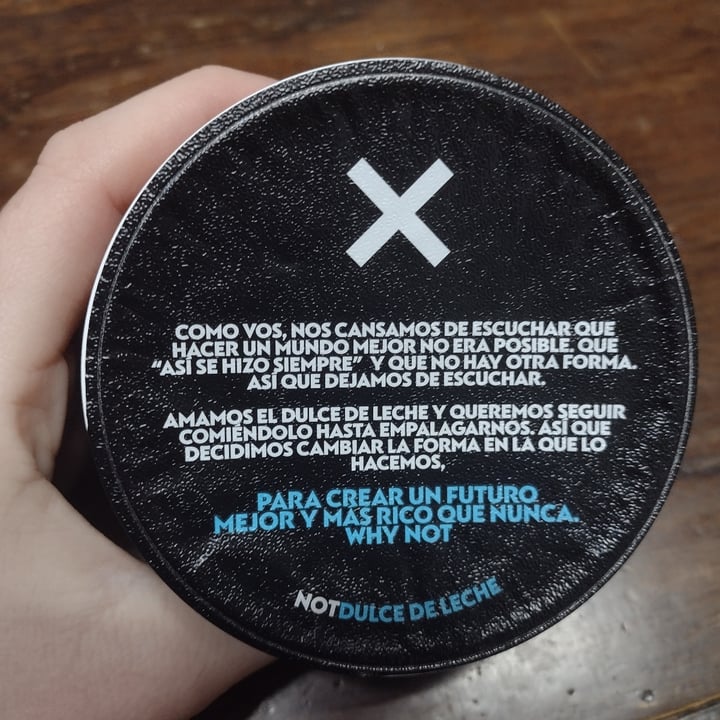 COMO VOS, NOS CANSAMOS DE ESCUCHAR QUE
HACER UN MUNDO MEJOR NO ERA POSIBLE. QUE
"ASÍ SE HIZO SIEMPRE" Y QUE NO HAY OTRA FORMA.
ASÍ QUE DEJAMOS DE ESCUCHAR.
AMAMOS EL DULCE DE LECHE Y QUEREMOS SEGUIR
COMIÉNDOLO HASTA EMPALAGARNOS. ASÍ QUE
DECIDIMOS CAMBIAR LA FORMA EN LA QUE LO
HACEMOS,
PARA CREAR UN FUTURO
MEJOR Y MÁS RICO QUE NUNCA.
WHY NOT
NOTDULCE DE LECHE